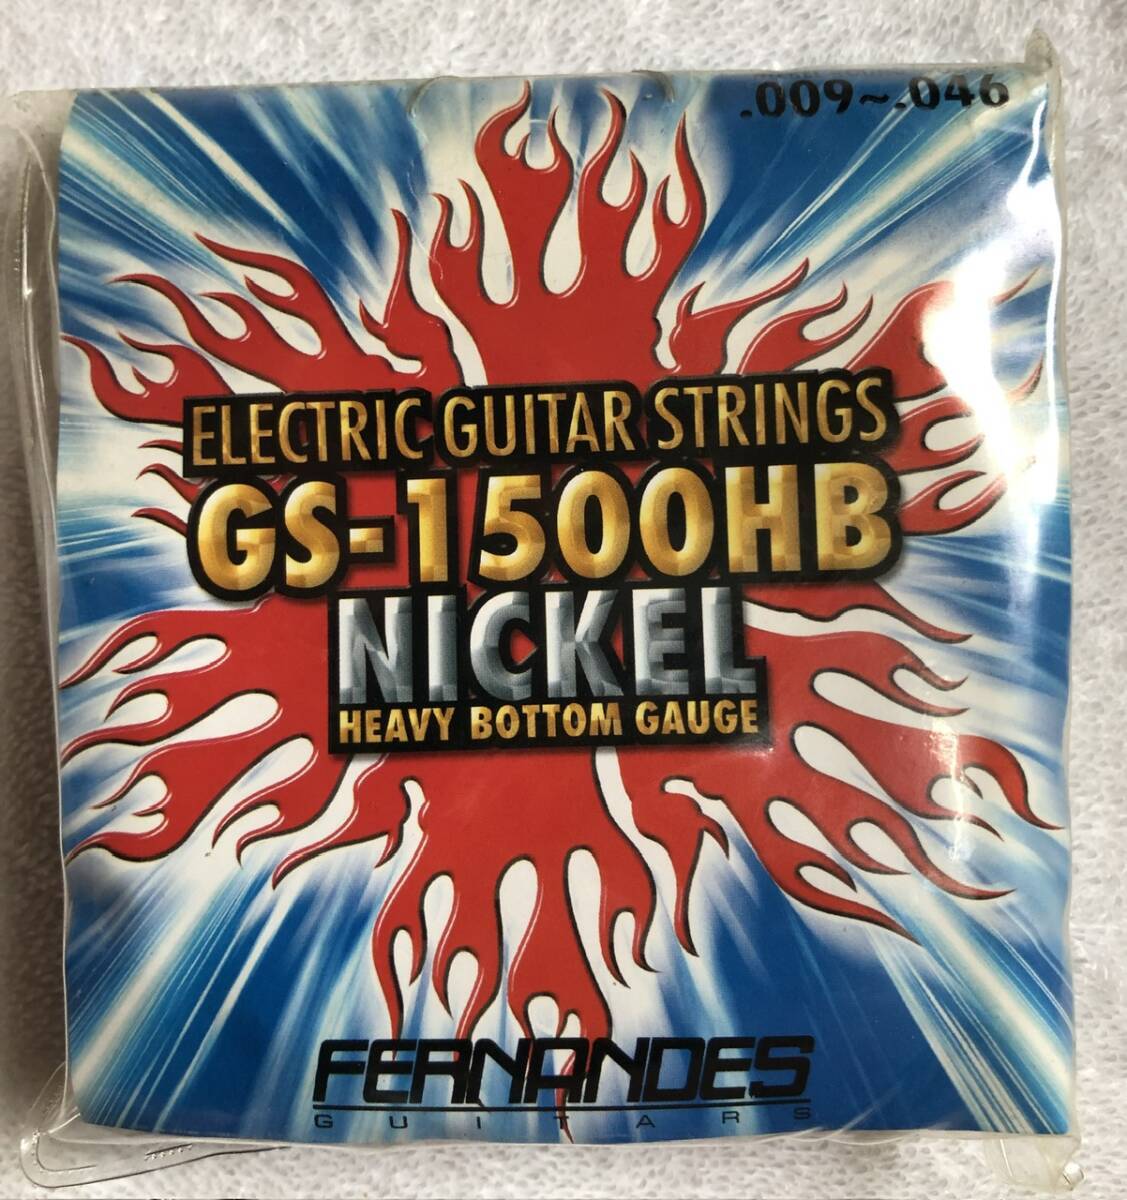 .009~.046
ELECTRIC GUITAR STRINGS
GS-1500HB
NICKEL
HEAVY BOTTOM GAUGE
FERNANDES
GUITARS